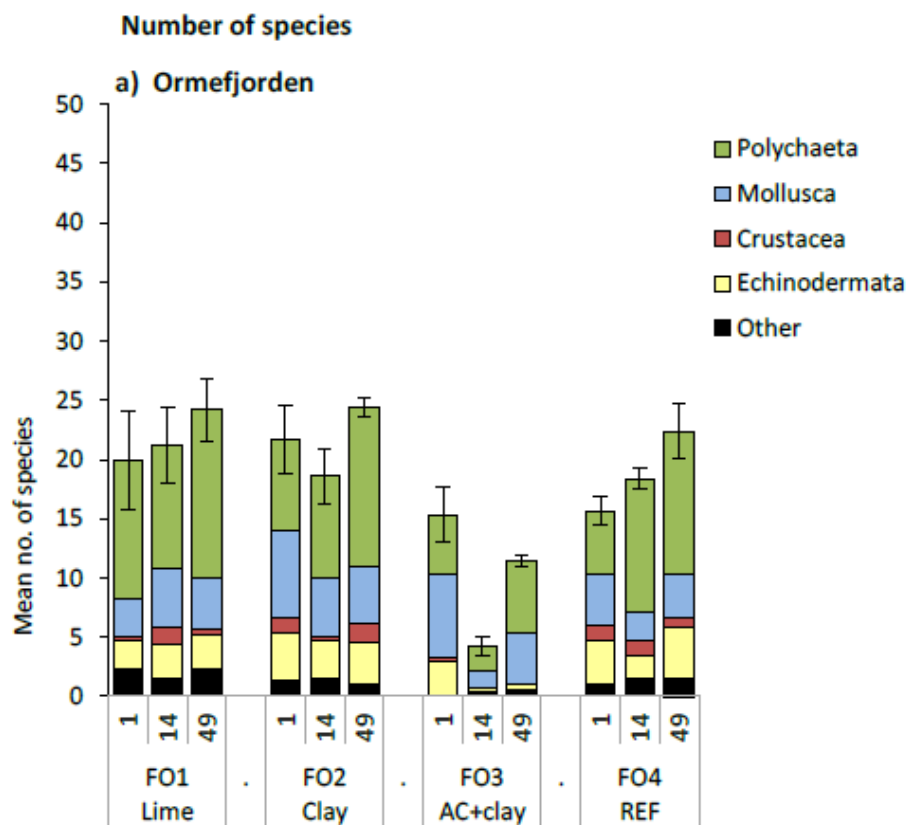 Number of species
a) Ormefjorden
50
45
40
35
30
25
20
15
10
5
0
Mean no. of species
Polychaeta
Mollusca
Crustacea
Echinodermata
Other
1 14 49 1 14 49 1 14 49 1 14 49
FO1 . FO2 . FO3 . FO4
Lime Clay AC+clay REF